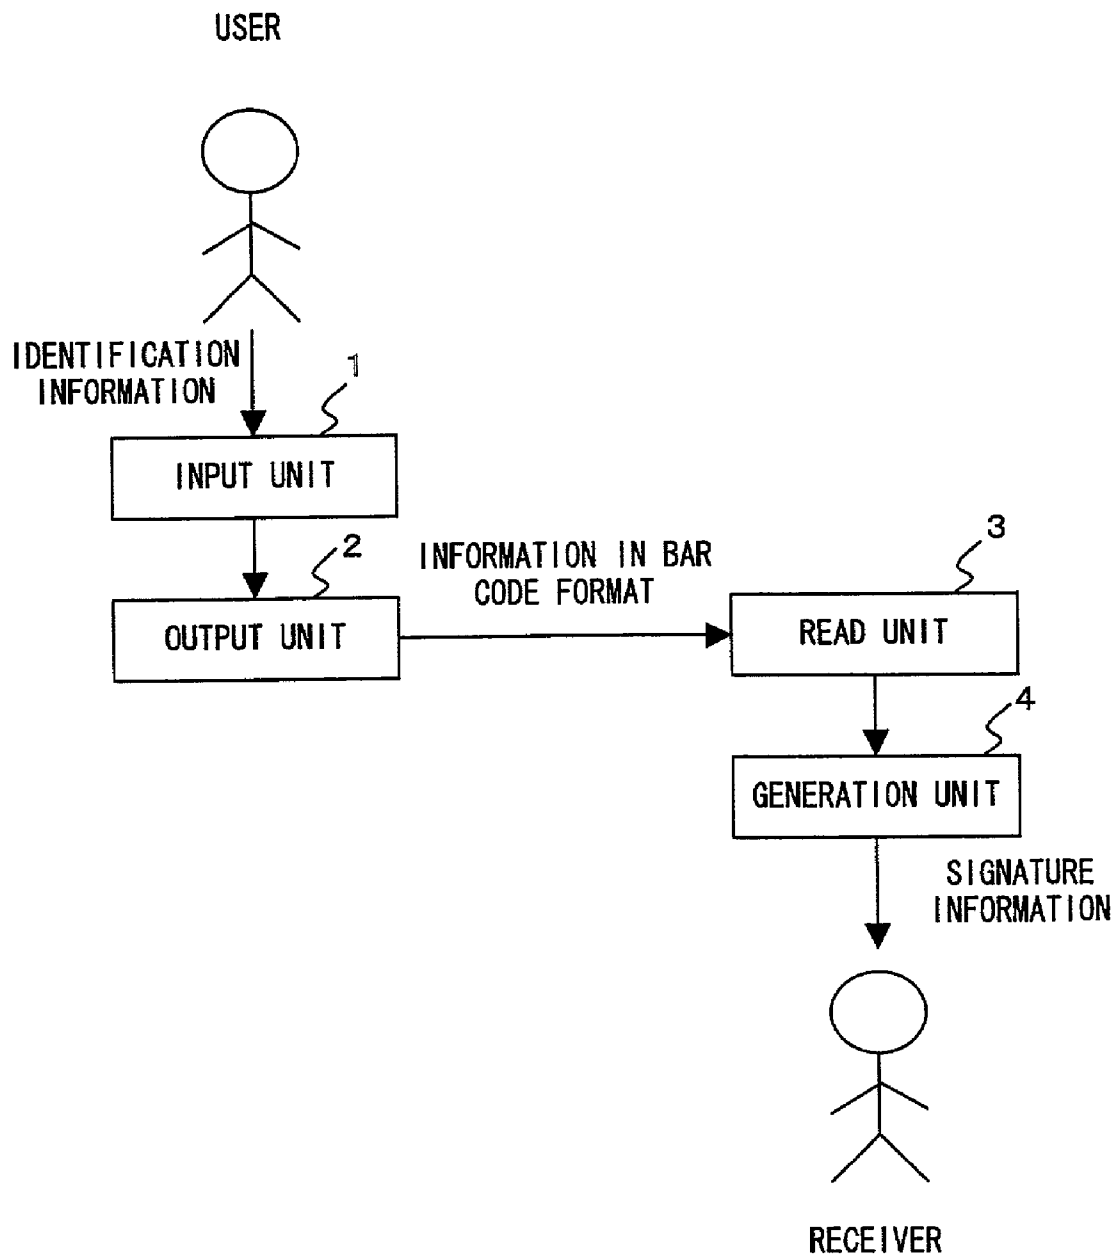 USER
IDENTIFICATION
INFORMATION
1
INPUT UNIT
2
OUTPUT UNIT
INFORMATION IN BAR
CODE FORMAT
3
READ UNIT
4
GENERATION UNIT
SIGNATURE
INFORMATION
RECEIVER